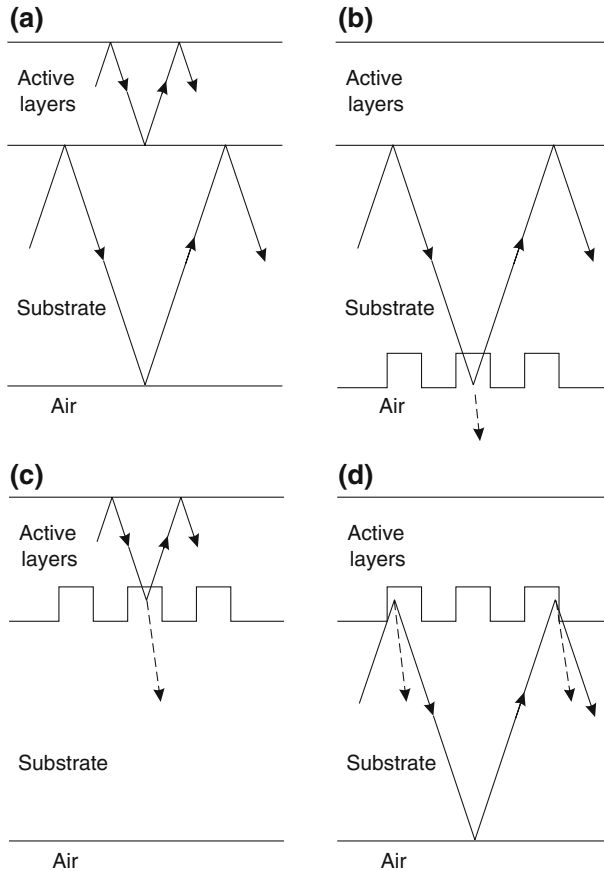 (a)
Active
layers
Substrate
Air
(b)
Active
layers
Substrate
Air
(c)
Active
layers
Substrate
Air
(d)
Active
layers
Substrate
Air